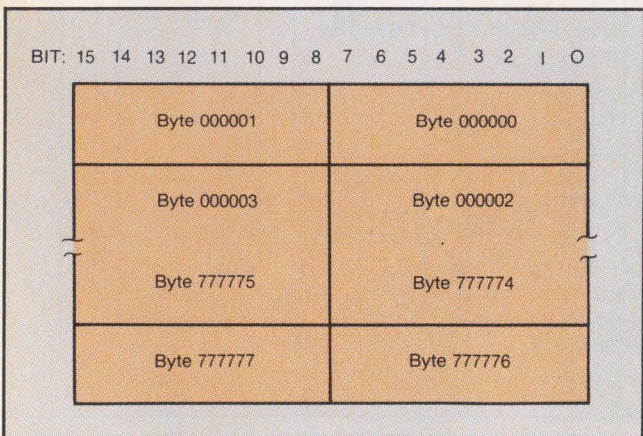 BIT: 15 14 13 12 11 10 9 8 7 6 5 4 3 2 1 0
Byte 000001 Byte 000000
Byte 000003 Byte 000002
Byte 777775 Byte 777774
Byte 777777 Byte 777776